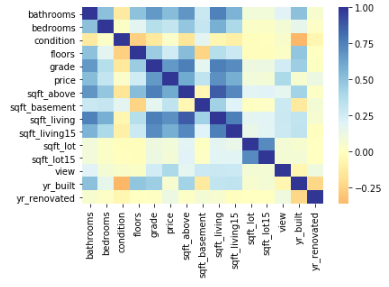 bathrooms
bedrooms
condition
floors
grade
price
sqft_above
sqft_basement
sqft_living
sqft_living15
sqft_lot
sqft_lot15
view
yr_built
yr_renovated
bathrooms
bedrooms
condition
floors
grade
price
sqft_above
sqft_basement
sqft_living
sqft_living15
sqft_lot
sqft_lot15
view
yr_built
yr_renovated
1.00
0.75
0.50
0.25
0.00
−0.25